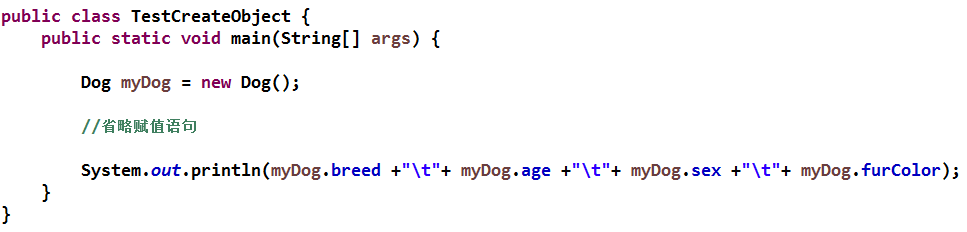 public class TestCreateObject {
public static void main(String[] args) {
Dog myDog = new Dog();
//省略赋值语句
System.out.println(myDog.breed +"\t"+ myDog.age +"\t"+ myDog.sex +"\t"+ myDog.furColor);
}
}